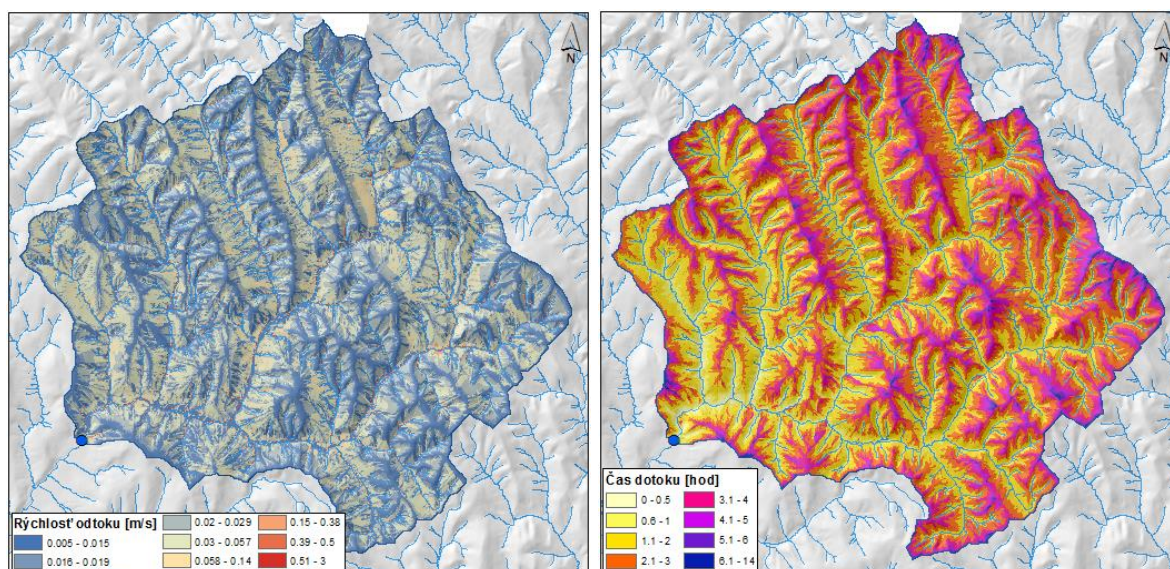 N
Rýchlosť odtoku [m/s]
0.005 - 0.015
0.016 - 0.019
0.02 - 0.029
0.03 - 0.057
0.058 - 0.14
0.15 - 0.38
0.39 - 0.5
0.51 - 3
N
Čas dotoku [hod]
0 - 0.5
0.6 - 1
1.1 - 2
2.1 - 3
3.1 - 4
4.1 - 5
5.1 - 6
6.1 - 14